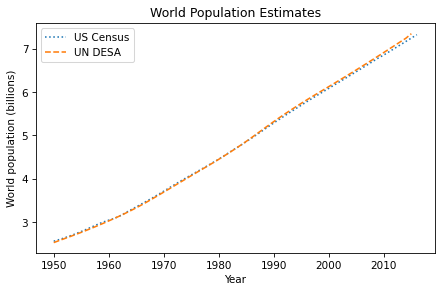 World Population Estimates
US Census
UN DESA
World population (billions)
7
6
5
4
3
1950 1960 1970 1980 1990 2000 2010
Year